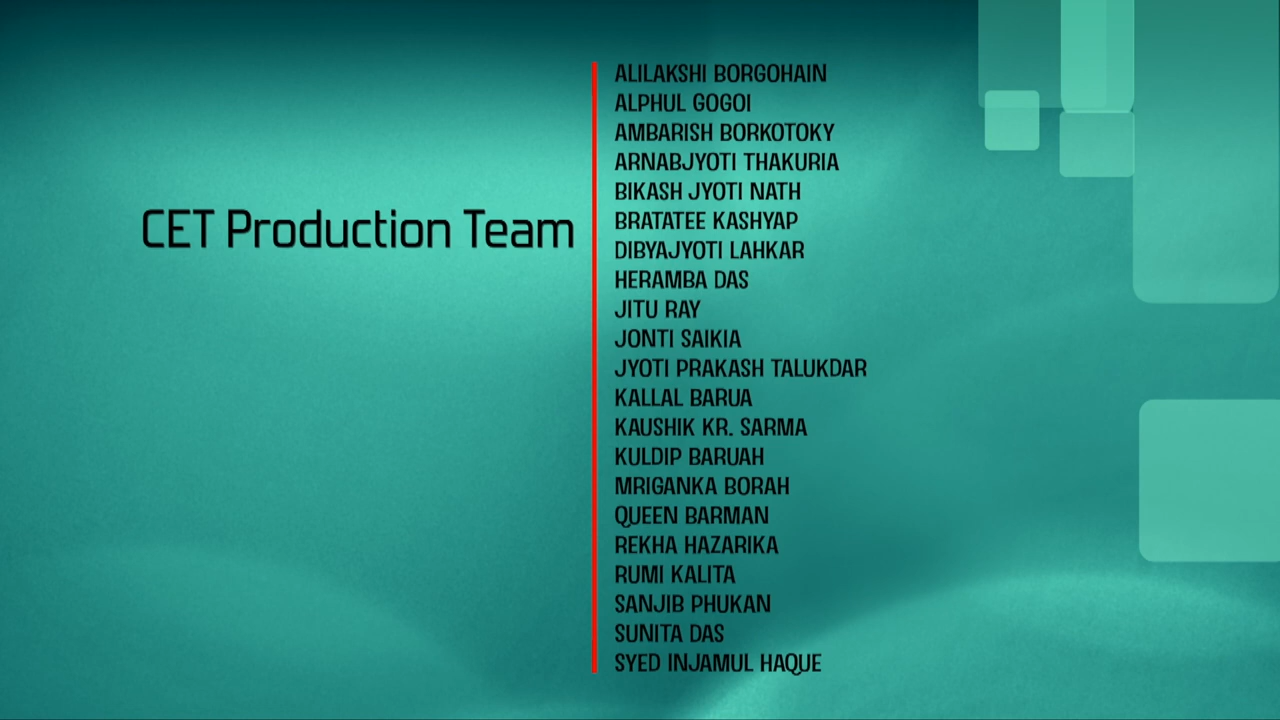 CET Production Team
ALILAKSHI BORGOHAIN
ALPHUL GOGOI
AMBARISH BORKOTOKY
ARNABJYOTI THAKURIA
BIKASH JYOTI NATH
BRATATEE KASHYAP
DIBYAJYOTI LAHKAR
HERAMBA DAS
JITU RAY
JONTI SAIKIA
JYOTI PRAKASH TALUKDAR
KALLAL BARUA
KAUSHIK KR. SARMA
KULDIP BARUAH
MRIGANKA BORAH
QUEEN BARMAN
REKHA HAZARIKA
RUMI KALITA
SANJIB PHUKAN
SUNITA DAS
SYED INJAMUL HAQUE